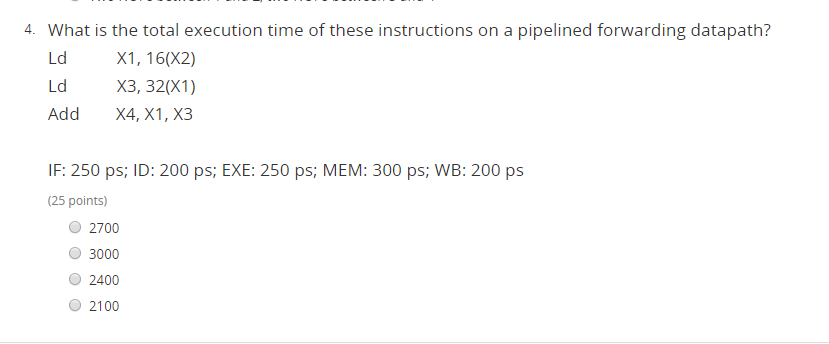 4. What is the total execution time of these instructions on a pipelined forwarding datapath?
Ld X1, 16(X2)
Ld X3, 32(X1)
Add X4, X1, X3
IF: 250 ps; ID: 200 ps; EXE: 250 ps; MEM: 300 ps; WB: 200 ps
(25 points)
2700
3000
2400
2100